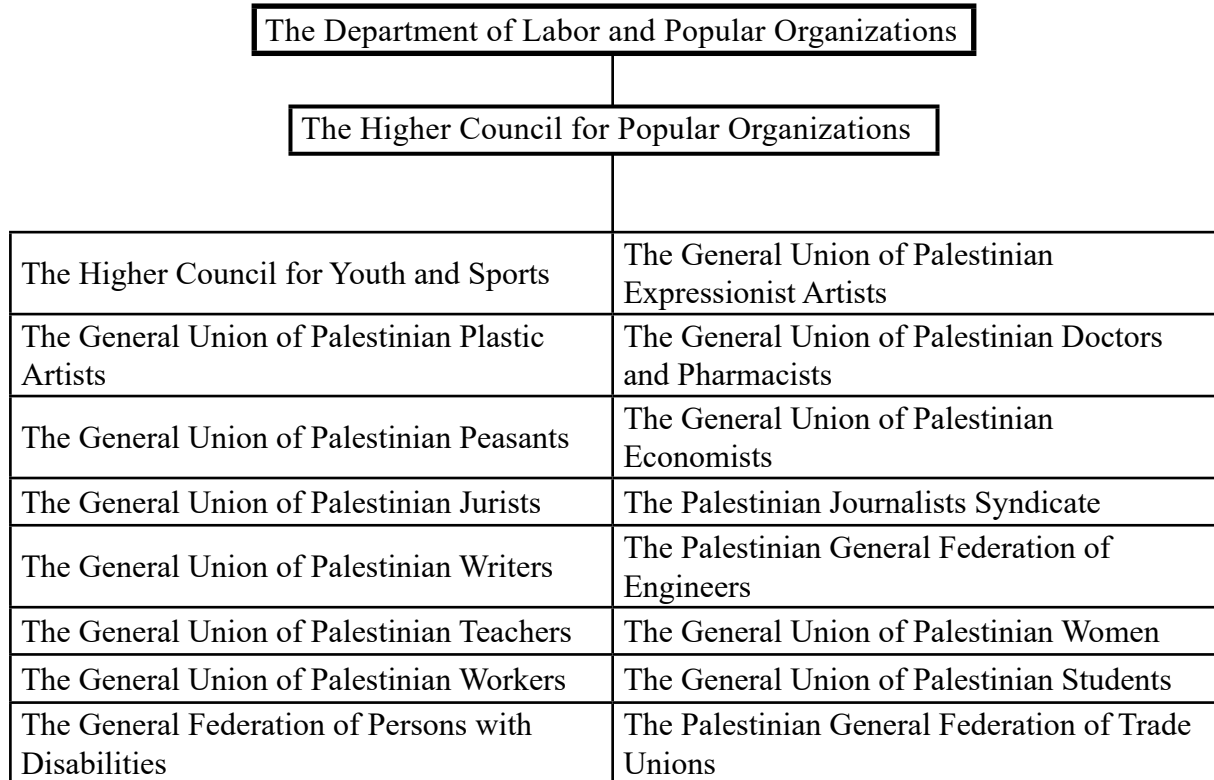 The Department of Labor and Popular Organizations
The Higher Council for Popular Organizations
The Higher Council for Youth and Sports
The General Union of Palestinian
Expressionist Artists
The General Union of Palestinian Plastic
Artists
The General Union of Palestinian Doctors
and Pharmacists
The General Union of Palestinian Peasants
The General Union of Palestinian
Economists
The General Union of Palestinian Jurists
The Palestinian Journalists Syndicate
The General Union of Palestinian Writers
The Palestinian General Federation of
Engineers
The General Union of Palestinian Teachers
The General Union of Palestinian Women
The General Union of Palestinian Workers
The General Union of Palestinian Students
The General Federation of Persons with
Disabilities
The Palestinian General Federation of Trade
Unions